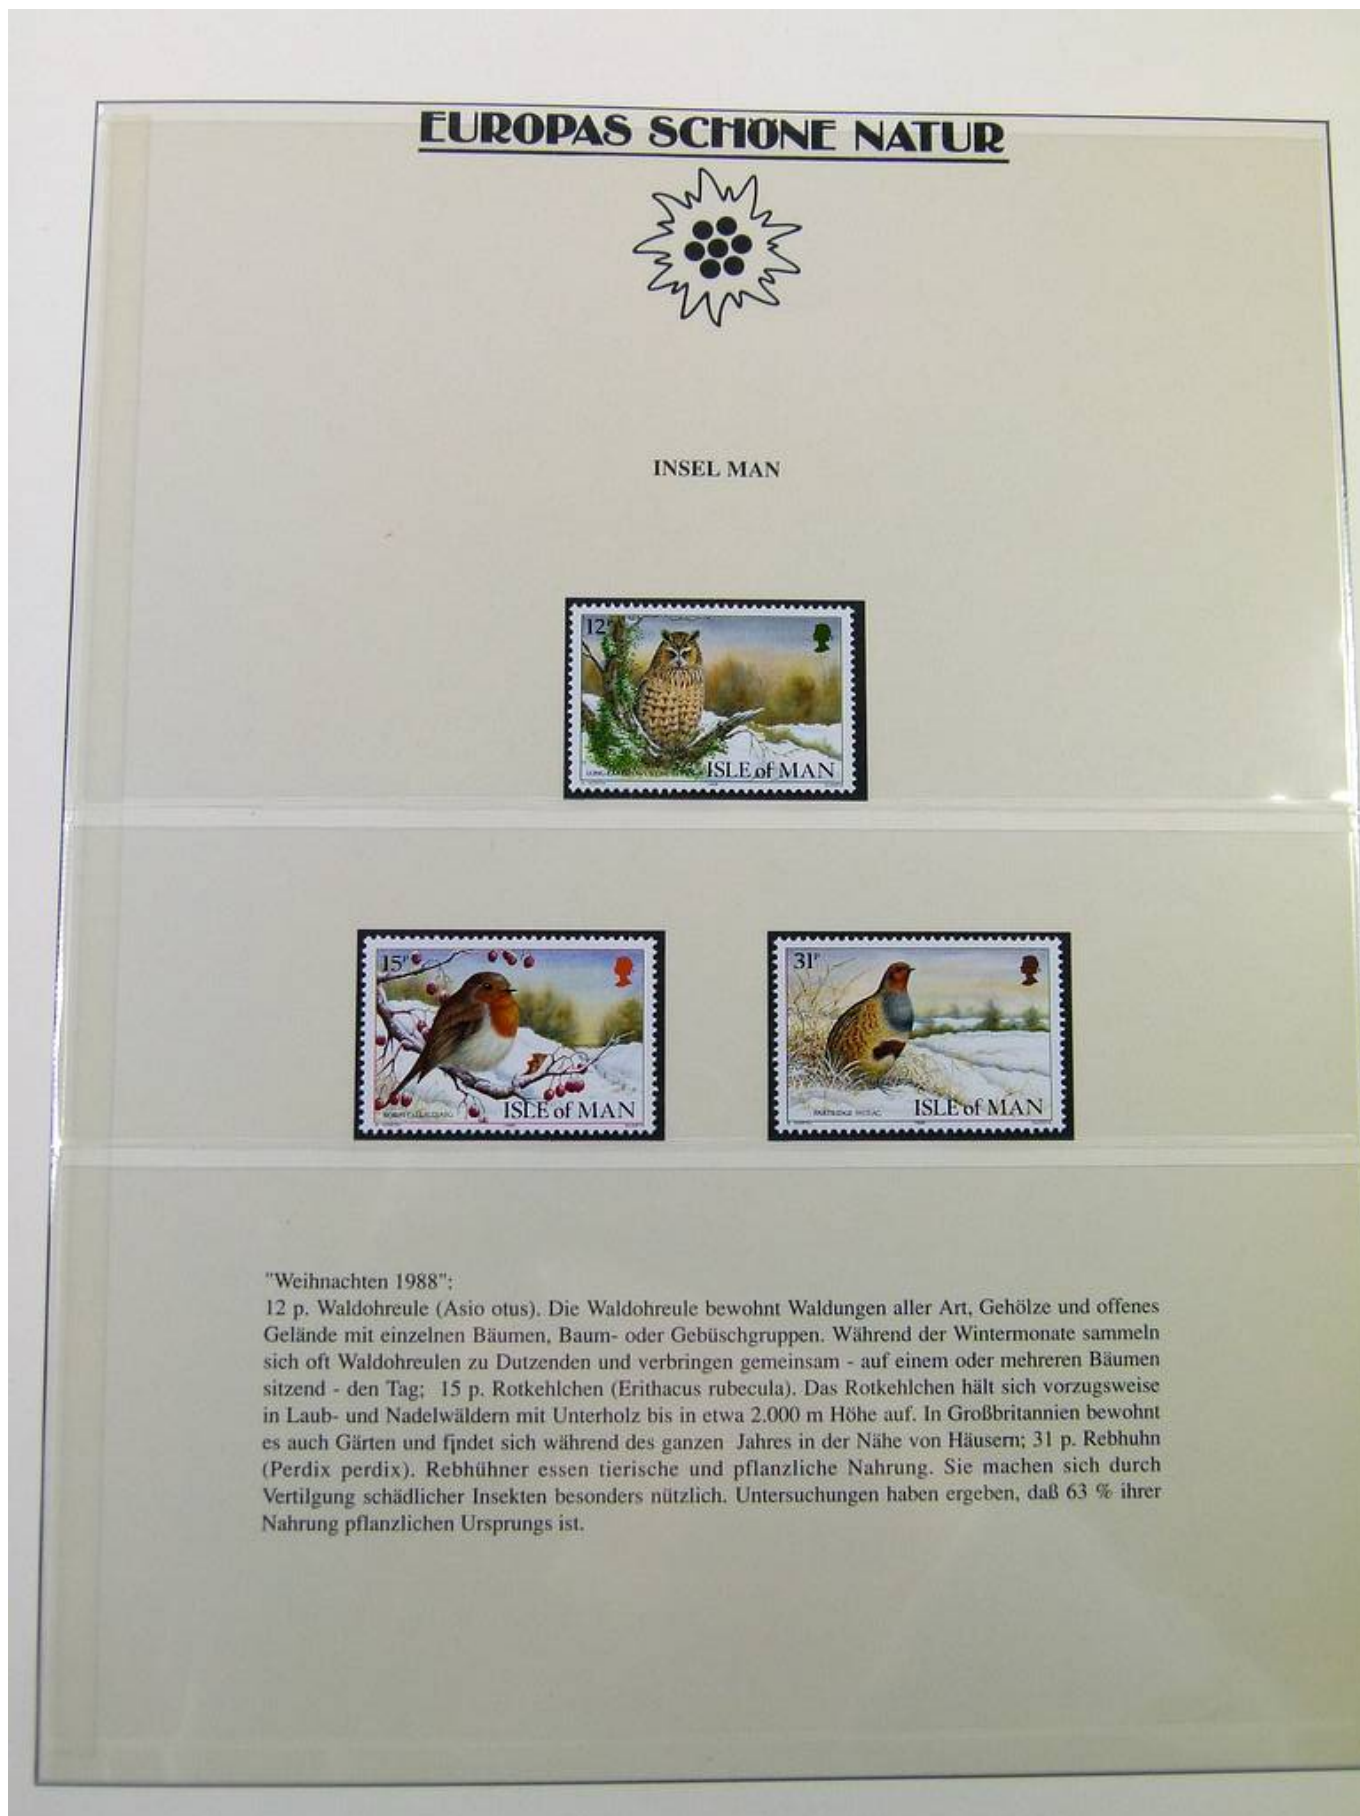 EUROPAS SCHÖNE NATUR
INSEL MAN
12P
ISLE of MAN
15P
ISLE of MAN
31P
PARTRIDGE
ISLE of MAN
"Weihnachten 1988":
12 p. Waldohreule (Asio otus). Die Waldohreule bewohnt Waldungen aller Art, Gehölze und offenes
Gelände mit einzelnen Bäumen, Baum- oder Gebüschgruppen. Während der Wintermonate sammeln
sich oft Waldohreulen zu Dutzenden und verbringen gemeinsam - auf einem oder mehreren Bäumen
sitzend - den Tag; 15 p. Rotkehlchen (Erithacus rubecula). Das Rotkehlchen hält sich vorzugsweise
in Laub- und Nadelwäldern mit Unterholz bis in etwa 2.000 m Höhe auf. In Großbritannien bewohnt
es auch Gärten und findet sich während des ganzen Jahres in der Nähe von Häusern; 31 p. Rebhuhn
(Perdix perdix). Rebhühner essen tierische und pflanzliche Nahrung. Sie machen sich durch
Vertilgung schädlicher Insekten besonders nützlich. Untersuchungen haben ergeben, daß 63 % ihrer
Nahrung pflanzlichen Ursprungs ist.